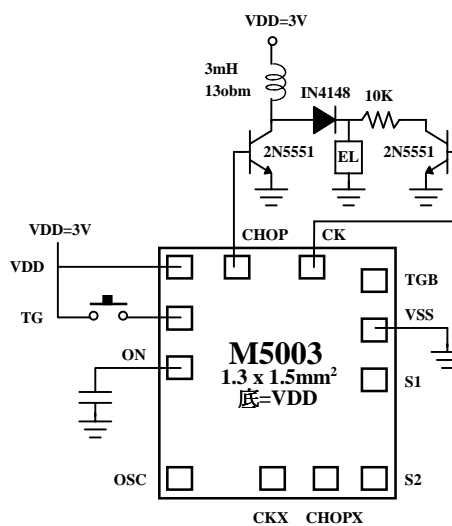 VDD=3V
3mH
13obm
IN4148
10K
2N5551
EL
2N5551
VDD=3V
CHOP
CK
VDD
TGB
TG
VSS
ON
M5003
1.3 x 1.5mm²
底=VDD
S1
OSC
S2
CKX
CHOPX